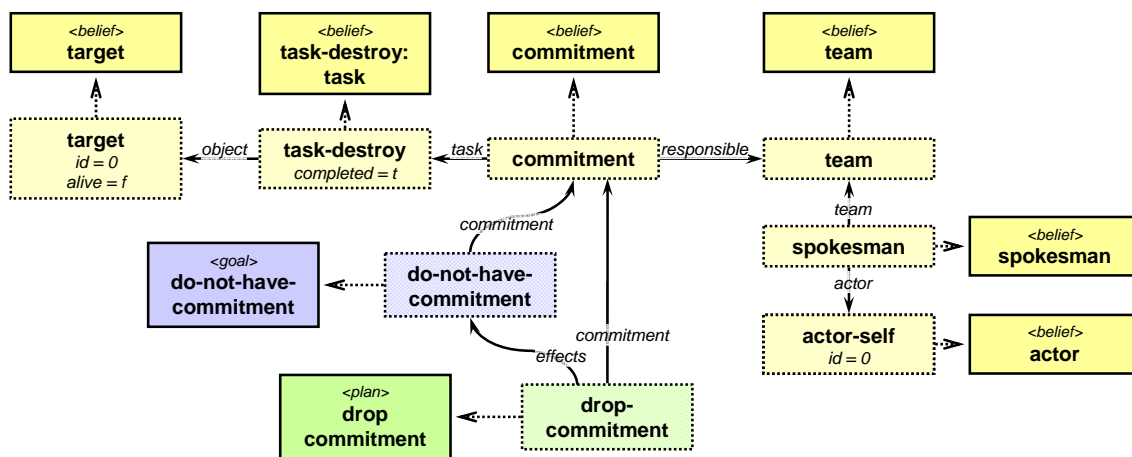 <belief>
target
<belief>
task-destroy:
task
<belief>
commitment
<belief>
team
target
id = 0
alive = f
object
task-destroy
completed = t
task
commitment
responsible
team
team
commitment
spokesman
<belief>
spokesman
<goal>
do-not-have-
commitment
do-not-have-
commitment
actor
actor-self
id = 0
<belief>
actor
commitment
effects
<plan>
drop
commitment
drop-
commitment